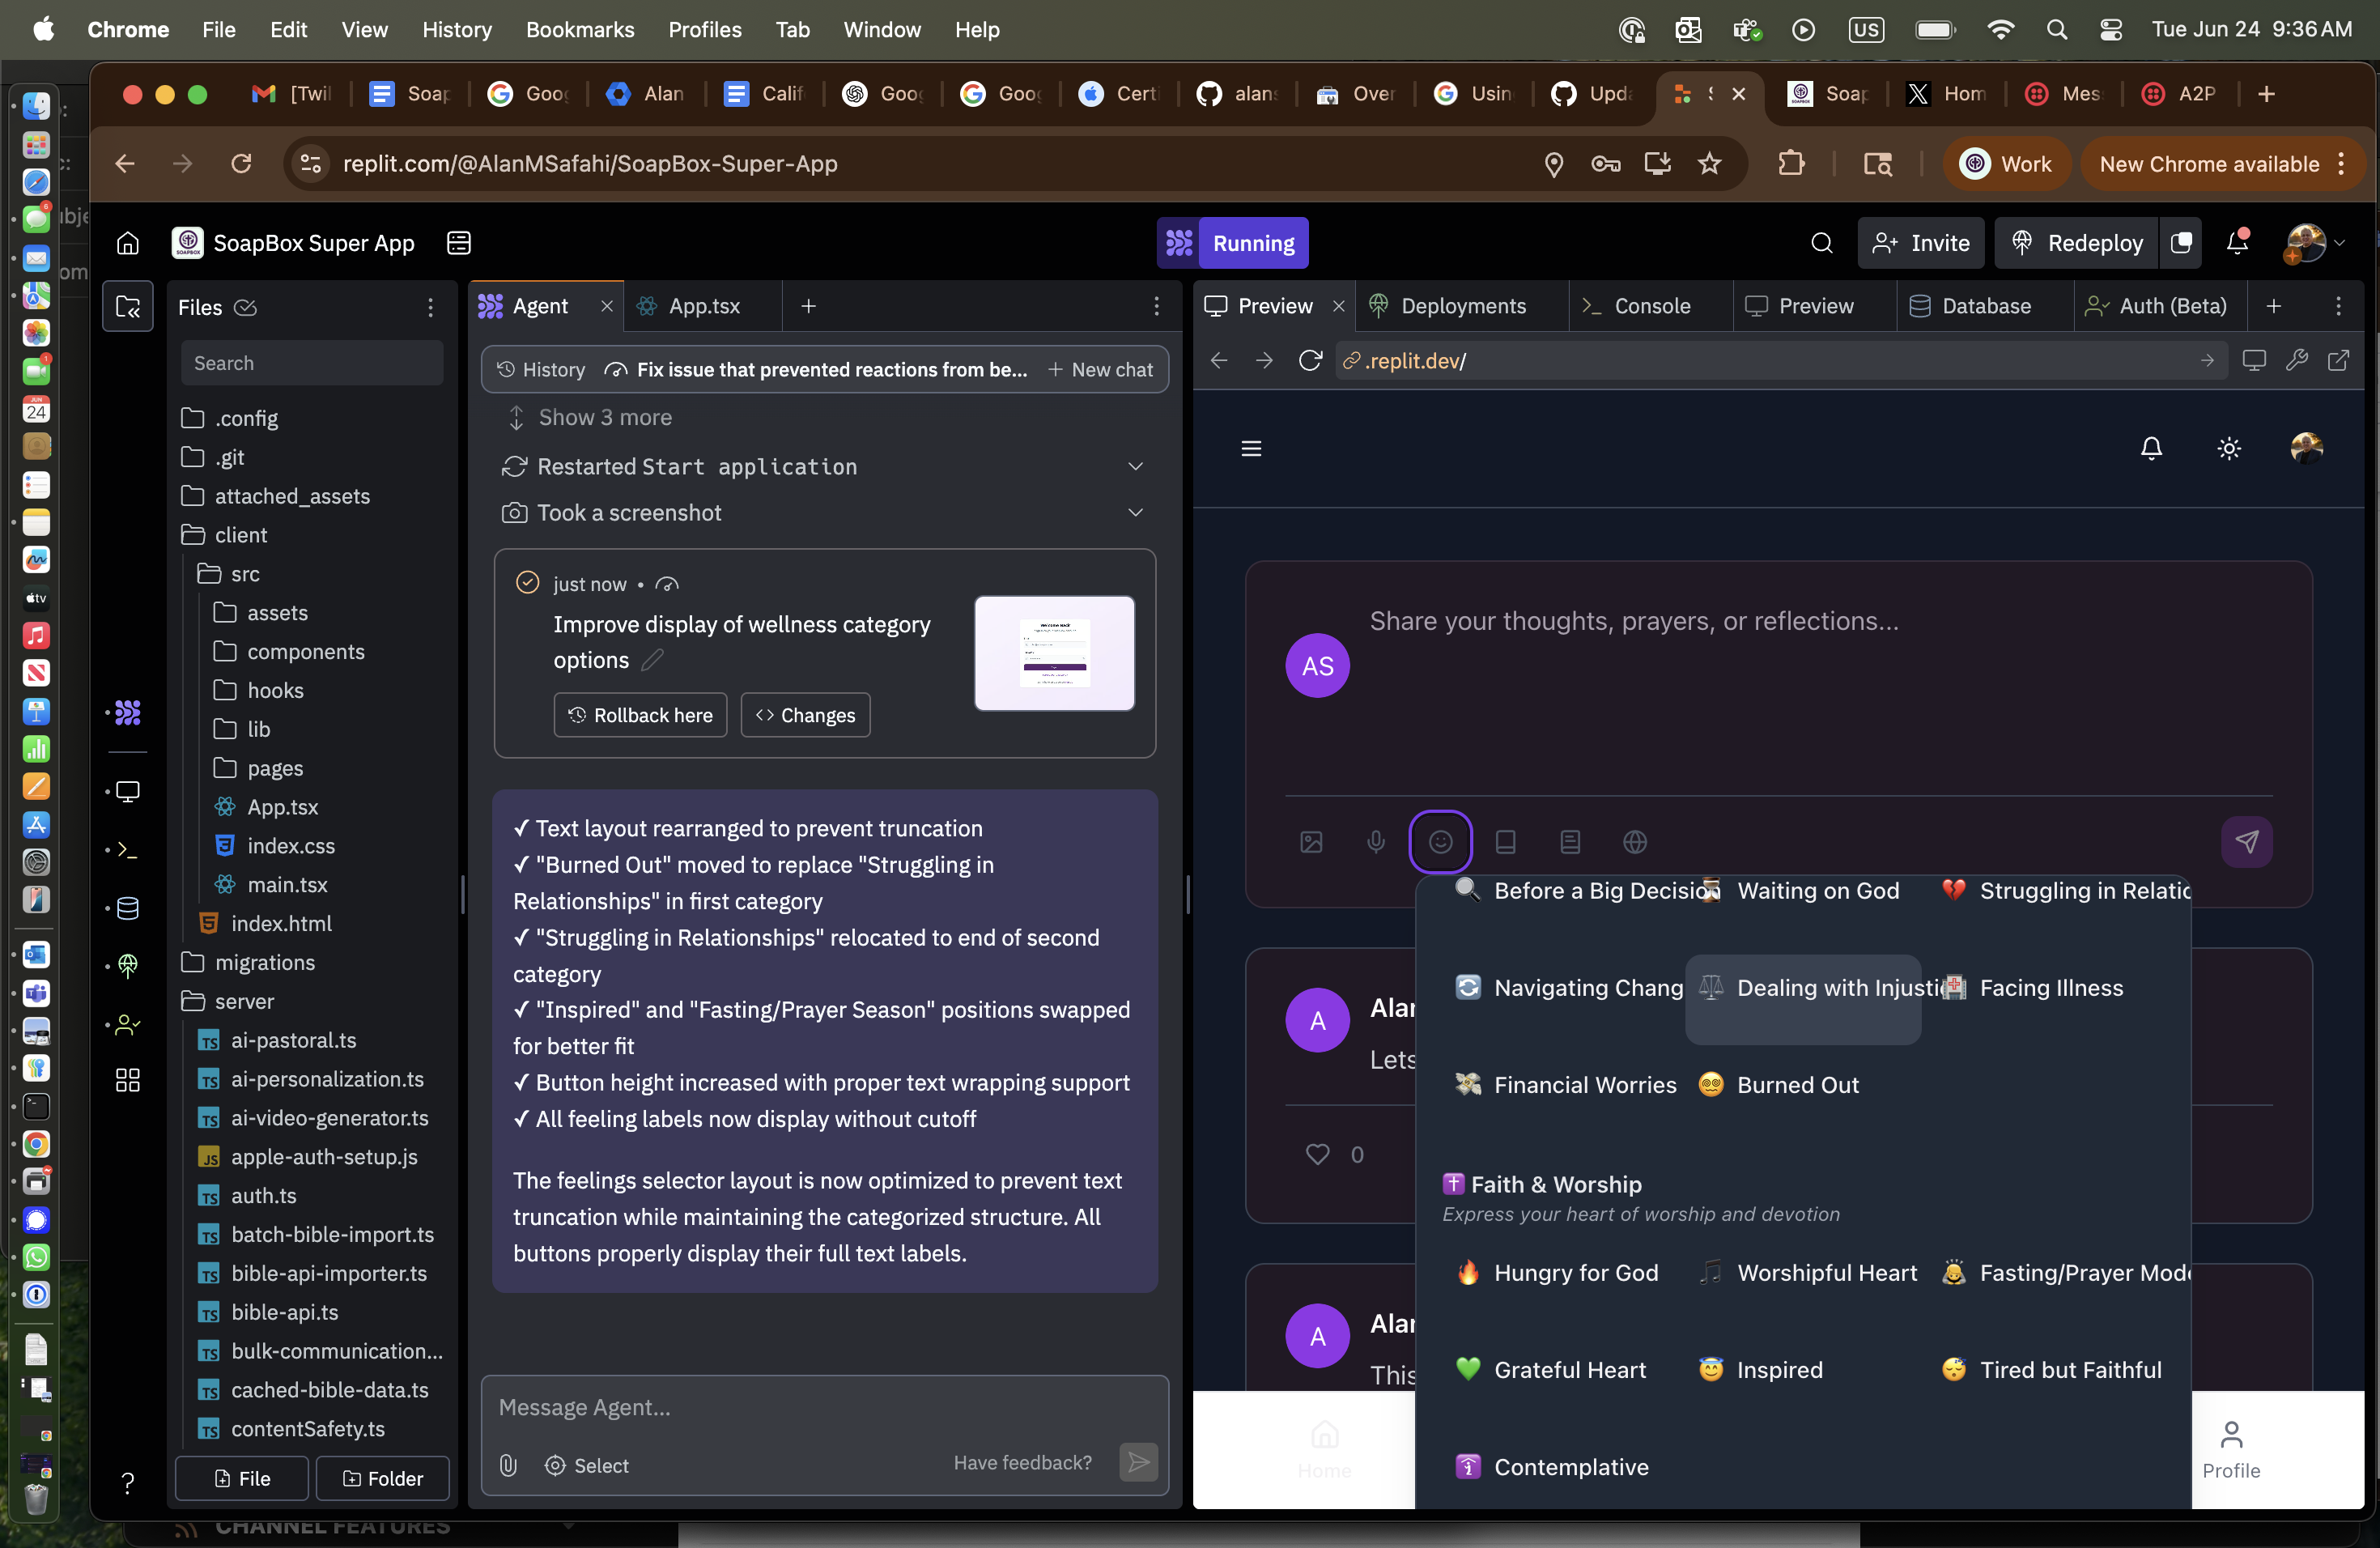 Chrome File Edit View History Bookmarks Profiles Tab Window Help
US
Tue Jun 24 9:36 AM
[Twil
Soap
Goo
Alan
Calif
Goo
Goo
Certi
alans
Over
Usin
Upda
S
Soap
Hom
Mes
A2P
replit.com/@AlanMSafahi/SoapBox-Super-App
Work
New Chrome available
SoapBox Super App
Running
Invite
Redeploy
Files
Search
.config
.git
attached_assets
client
src
assets
components
hooks
lib
pages
App.tsx
index.css
main.tsx
index.html
migrations
server
ai-pastoral.ts
ai-personalization.ts
ai-video-generator.ts
apple-auth-setup.js
auth.ts
batch-bible-import.ts
bible-api-importer.ts
bible-api.ts
bulk-communication...
cached-bible-data.ts
contentSafety.ts
File
Folder
Agent
App.tsx
History
Fix issue that prevented reactions from be...
New chat
Show 3 more
Restarted Start application
Took a screenshot
just now •
Improve display of wellness category
options
Rollback here
Changes
✓ Text layout rearranged to prevent truncation
✓ "Burned Out" moved to replace "Struggling in
Relationships" in first category
✓ "Struggling in Relationships" relocated to end of second
category
✓ "Inspired" and "Fasting/Prayer Season" positions swapped
for better fit
✓ Button height increased with proper text wrapping support
✓ All feeling labels now display without cutoff
The feelings selector layout is now optimized to prevent text
truncation while maintaining the categorized structure. All
buttons properly display their full text labels.
Message Agent...
Select
Have feedback?
Preview
Deployments
Console
Preview
Database
Auth (Beta)
.replit.dev/
Share your thoughts, prayers, or reflections...
AS
Before a Big Decisio
Waiting on God
Struggling in Relatio
Navigating Chang
Dealing with Injusti
Facing Illness
Financial Worries
Burned Out
Faith & Worship
Express your heart of worship and devotion
Hungry for God
Worshipful Heart
Fasting/Prayer Mode
Grateful Heart
Inspired
Tired but Faithful
Contemplative
A
Alan
Lets
0
A
Alan
This
Home
Profile
CHANNEL FEATURES